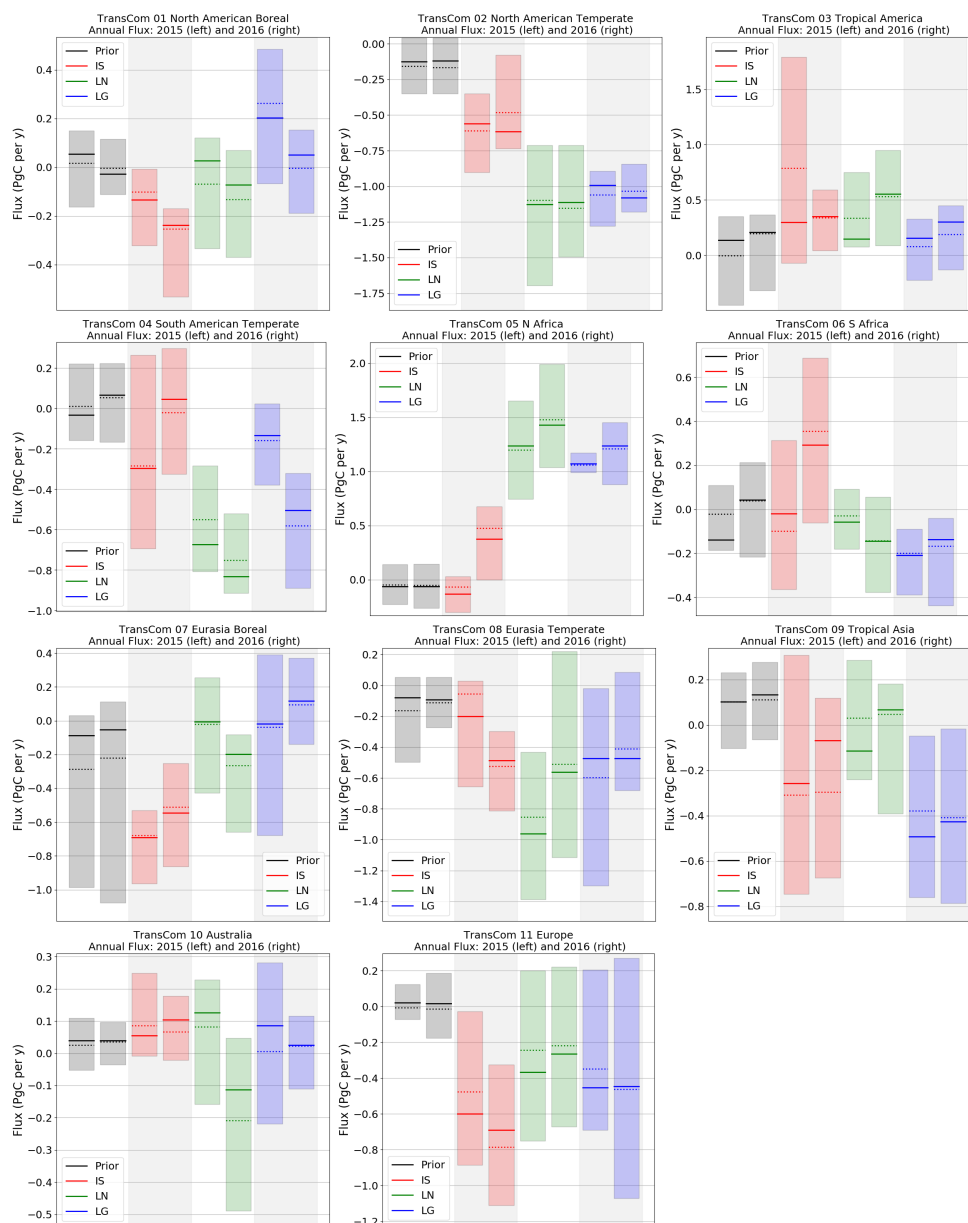 TransCom 01 North American Boreal
Annual Flux: 2015 (left) and 2016 (right)
Flux (PgC per y)
0.4
0.2
0.0
−0.2
−0.4
Prior
IS
LN
LG
TransCom 02 North American Temperate
Annual Flux: 2015 (left) and 2016 (right)
Flux (PgC per y)
0.00
−0.25
−0.50
−0.75
−1.00
−1.25
−1.50
−1.75
Prior
IS
LN
LG
TransCom 03 Tropical America
Annual Flux: 2015 (left) and 2016 (right)
Flux (PgC per y)
1.5
1.0
0.5
0.0
Prior
IS
LN
LG
TransCom 04 South American Temperate
Annual Flux: 2015 (left) and 2016 (right)
Flux (PgC per y)
0.2
0.0
−0.2
−0.4
−0.6
−0.8
−1.0
Prior
IS
LN
LG
TransCom 05 N Africa
Annual Flux: 2015 (left) and 2016 (right)
Flux (PgC per y)
2.0
1.5
1.0
0.5
0.0
Prior
IS
LN
LG
TransCom 06 S Africa
Annual Flux: 2015 (left) and 2016 (right)
Flux (PgC per y)
0.6
0.4
0.2
0.0
−0.2
−0.4
Prior
IS
LN
LG
TransCom 07 Eurasia Boreal
Annual Flux: 2015 (left) and 2016 (right)
Flux (PgC per y)
0.4
0.2
0.0
−0.2
−0.4
−0.6
−0.8
−1.0
Prior
IS
LN
LG
TransCom 08 Eurasia Temperate
Annual Flux: 2015 (left) and 2016 (right)
Flux (PgC per y)
0.2
0.0
−0.2
−0.4
−0.6
−0.8
−1.0
−1.2
−1.4
Prior
IS
LN
LG
TransCom 09 Tropical Asia
Annual Flux: 2015 (left) and 2016 (right)
Flux (PgC per y)
0.2
0.0
−0.2
−0.4
−0.6
−0.8
Prior
IS
LN
LG
TransCom 10 Australia
Annual Flux: 2015 (left) and 2016 (right)
Flux (PgC per y)
0.3
0.2
0.1
0.0
−0.1
−0.2
−0.3
−0.4
−0.5
Prior
IS
LN
LG
TransCom 11 Europe
Annual Flux: 2015 (left) and 2016 (right)
Flux (PgC per y)
0.2
0.0
−0.2
−0.4
−0.6
−0.8
−1.0
−1.2
Prior
IS
LN
LG